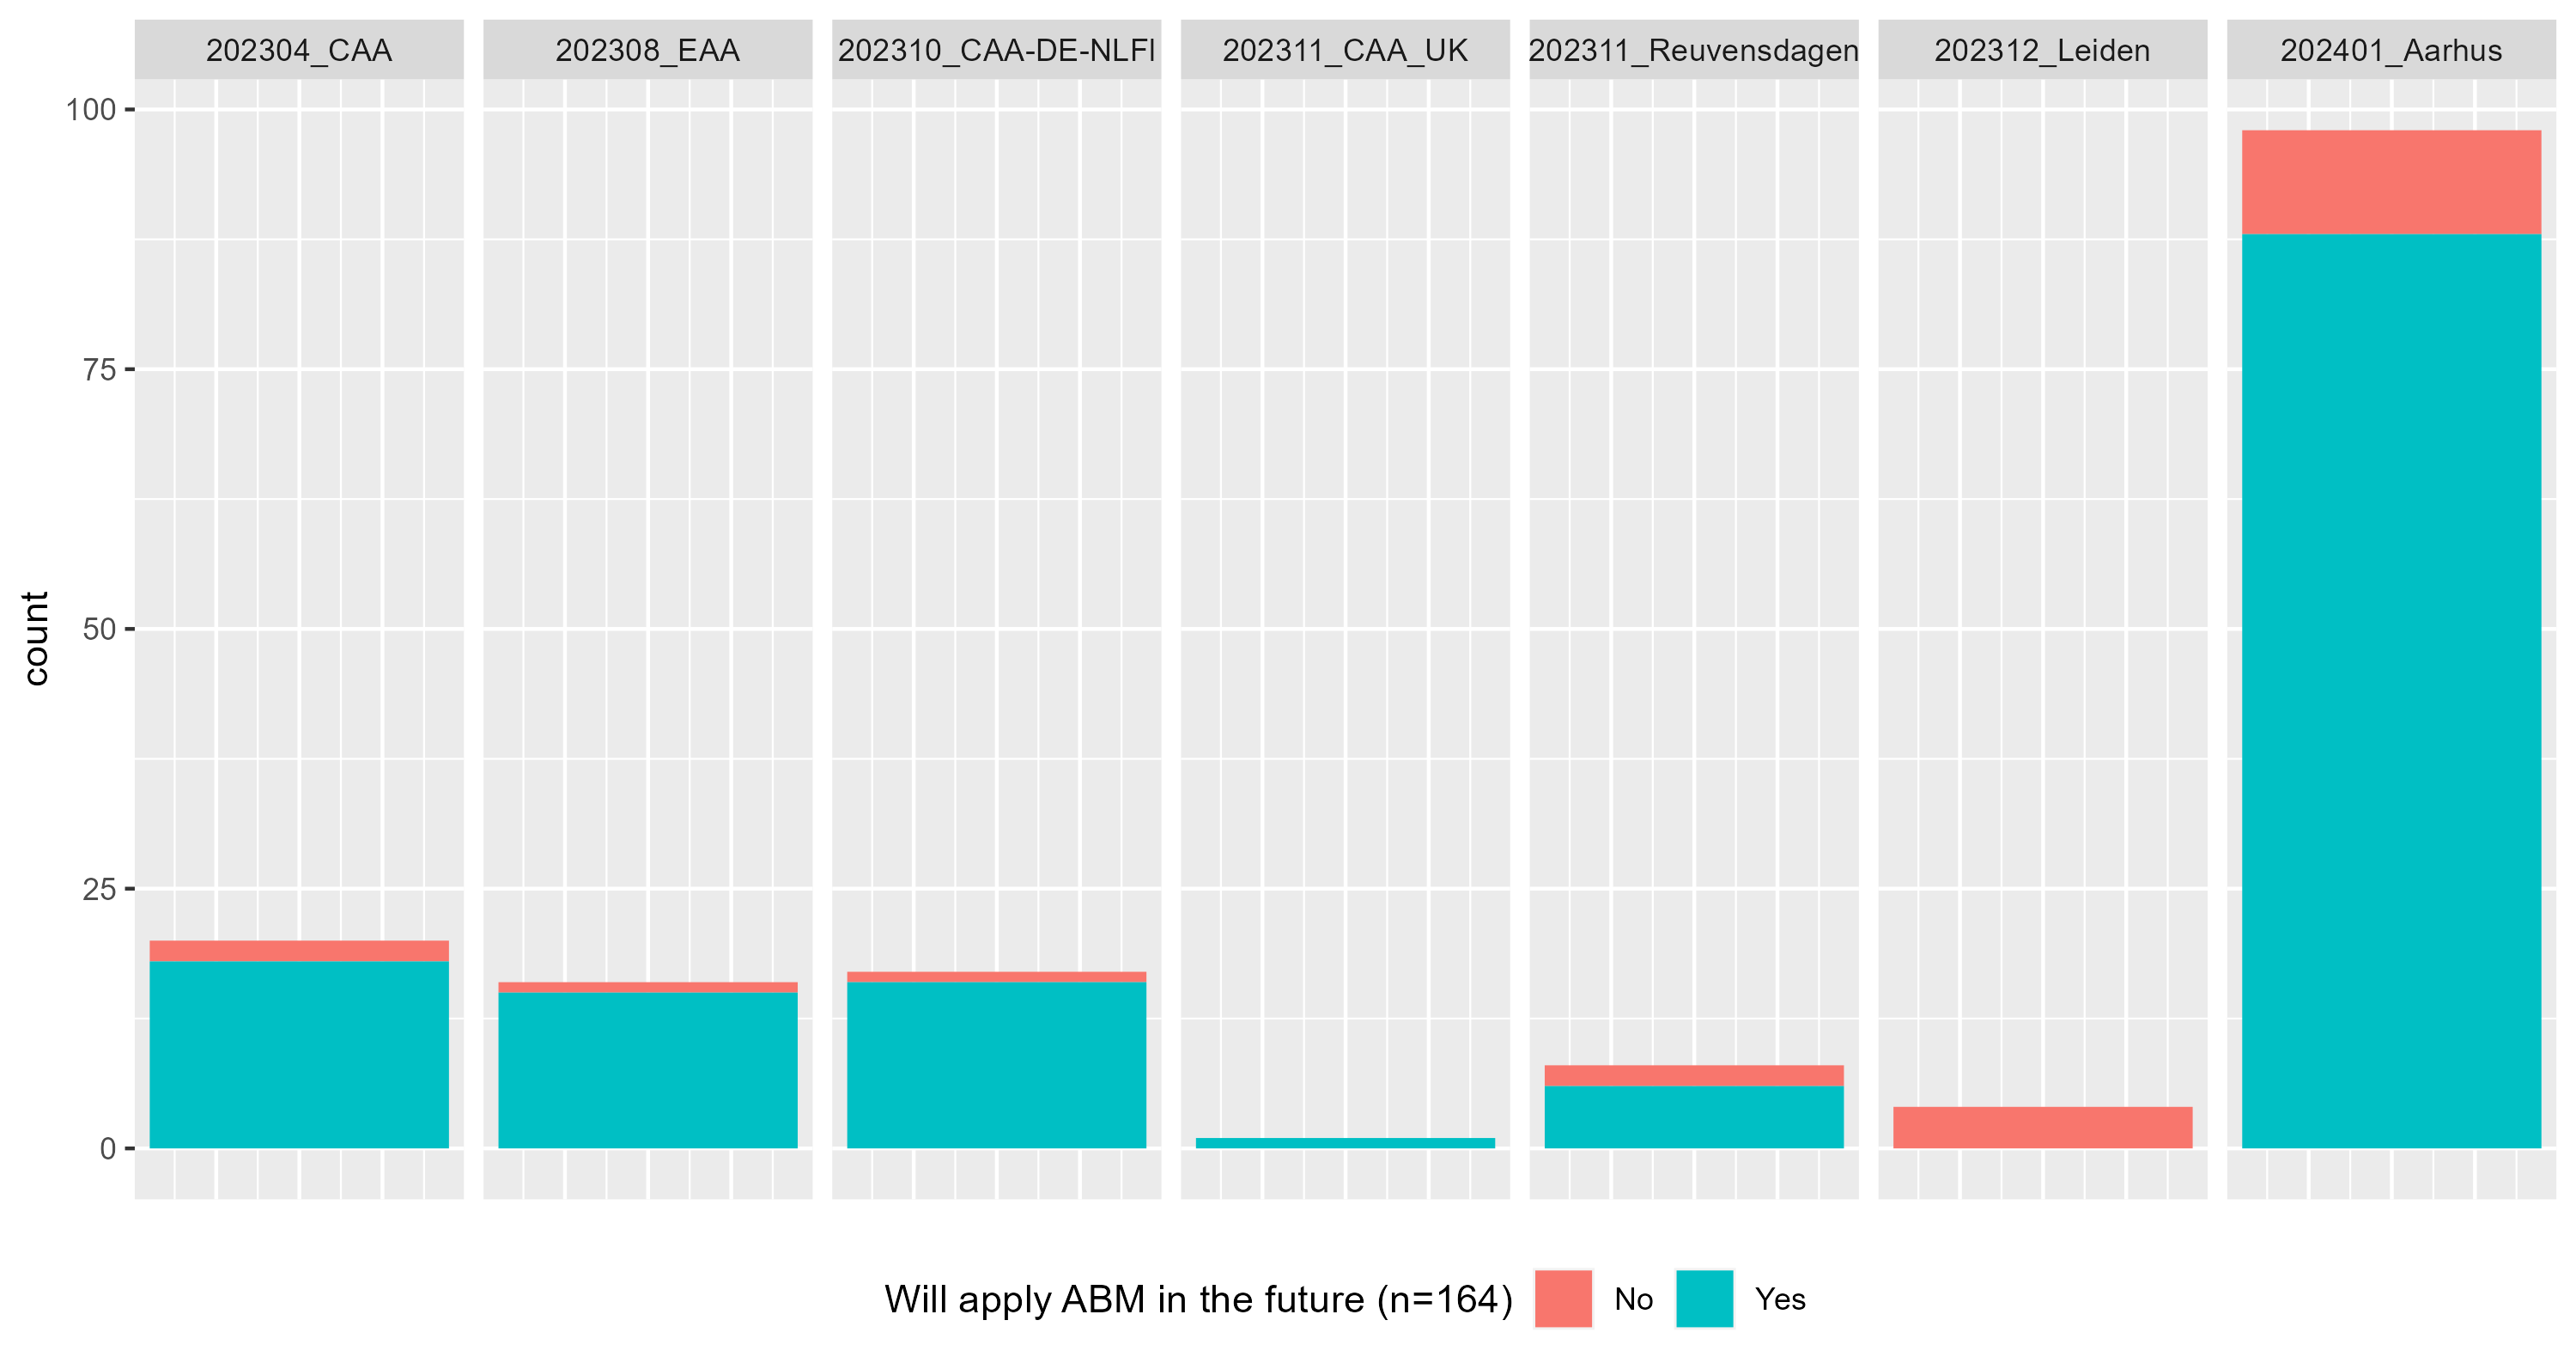 202304_CAA 202308_EAA 202310_CAA-DE-NLFI 202311_CAA_UK 202311_Reuvensdagen 202312_Leiden 202401_Aarhus
100
75
50
25
0
count
Will apply ABM in the future (n=164) No Yes